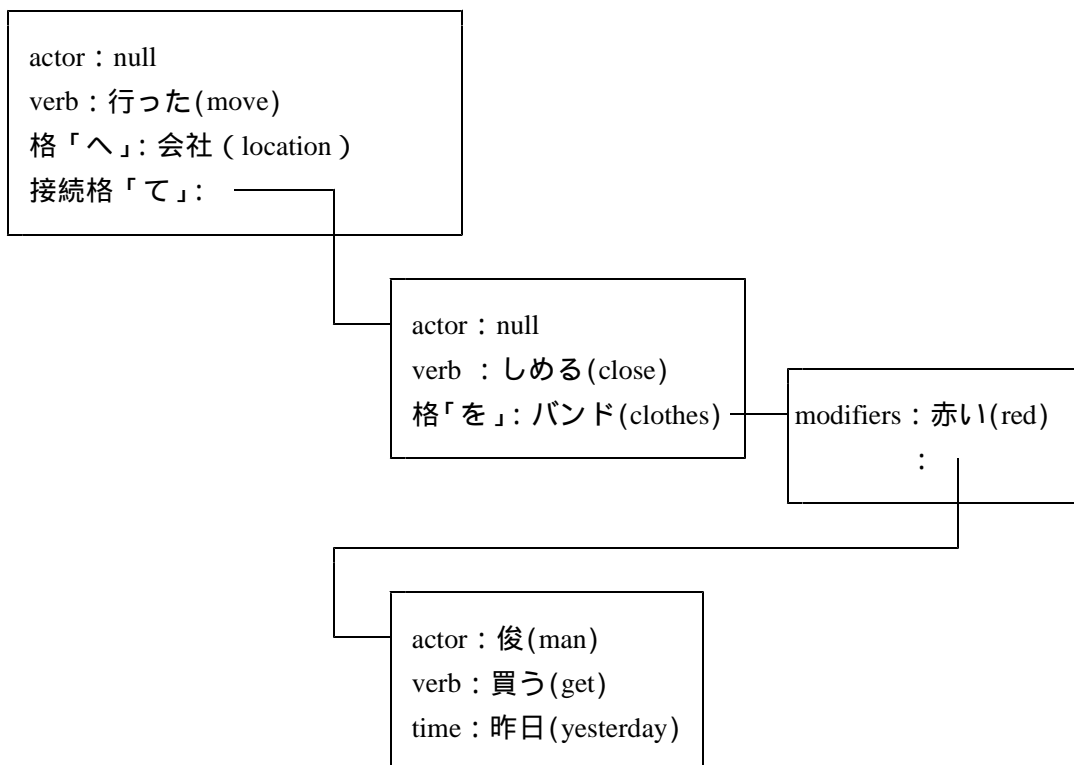 actor：null
verb：行った(move)
格「へ」：会社（location）
接続格「て」：
actor：null
verb ：しめる(close)
格「を」：バンド(clothes)
modifiers：赤い(red)
：
actor：俊(man)
verb：買う(get)
time：昨日(yesterday)